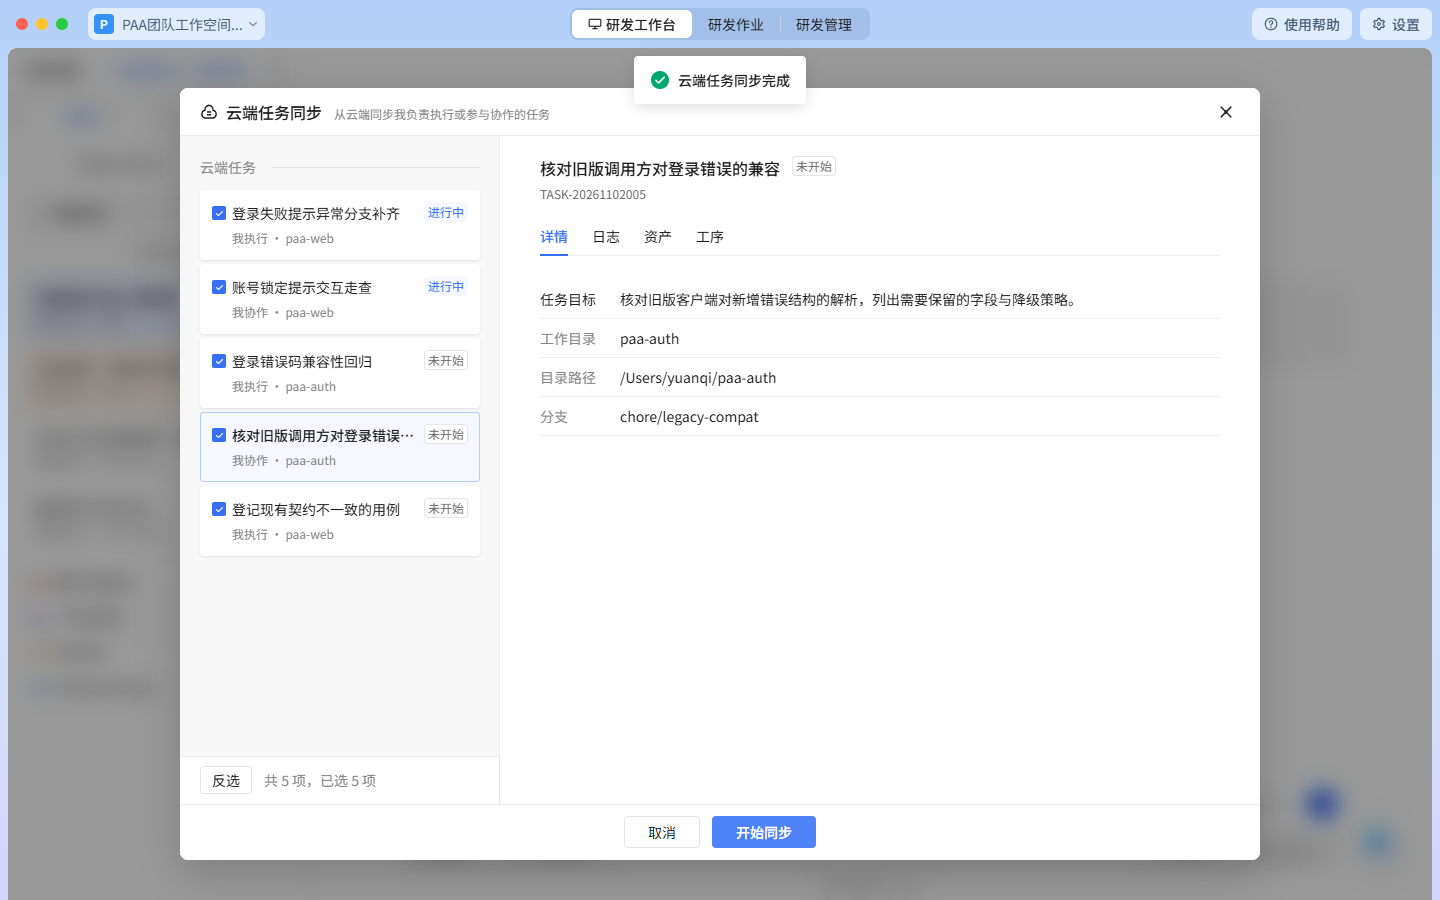 P PAA团队工作空间...
研发工作台 研发作业 研发管理
使用帮助 设置
云端任务同步完成
云端任务同步 从云端同步我负责执行或参与协作的任务
云端任务
登录失败提示异常分支补齐 进行中
我执行 • paa-web
账号锁定提示交互走查 进行中
我协作 • paa-web
登录错误码兼容性回归 未开始
我执行 • paa-auth
核对旧版调用方对登录错误… 未开始
我协作 • paa-auth
登记现有契约不一致的用例 未开始
我执行 • paa-web
反选 共 5 项，已选 5 项
核对旧版调用方对登录错误的兼容 未开始
TASK-20261102005
详情 日志 资产 工序
任务目标 核对旧版客户端对新增错误结构的解析，列出需要保留的字段与降级策略。
工作目录 paa-auth
目录路径 /Users/yuanqi/paa-auth
分支 chore/legacy-compat
取消 开始同步